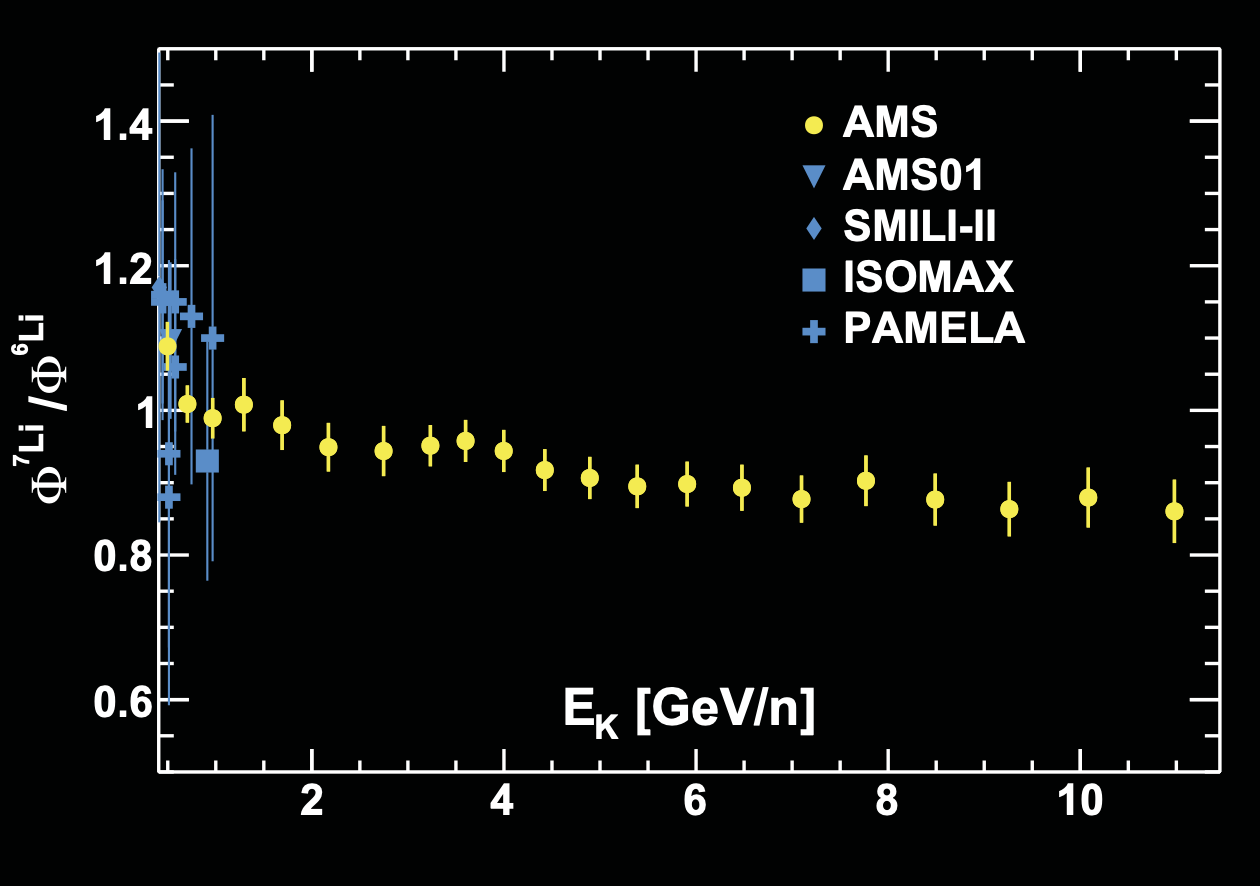 1.4
1.2
1
0.8
0.6
Φ⁷Li /Φ⁶Li
AMS
AMS01
SMILI-II
ISOMAX
PAMELA
E_K [GeV/n]
2 4 6 8 10